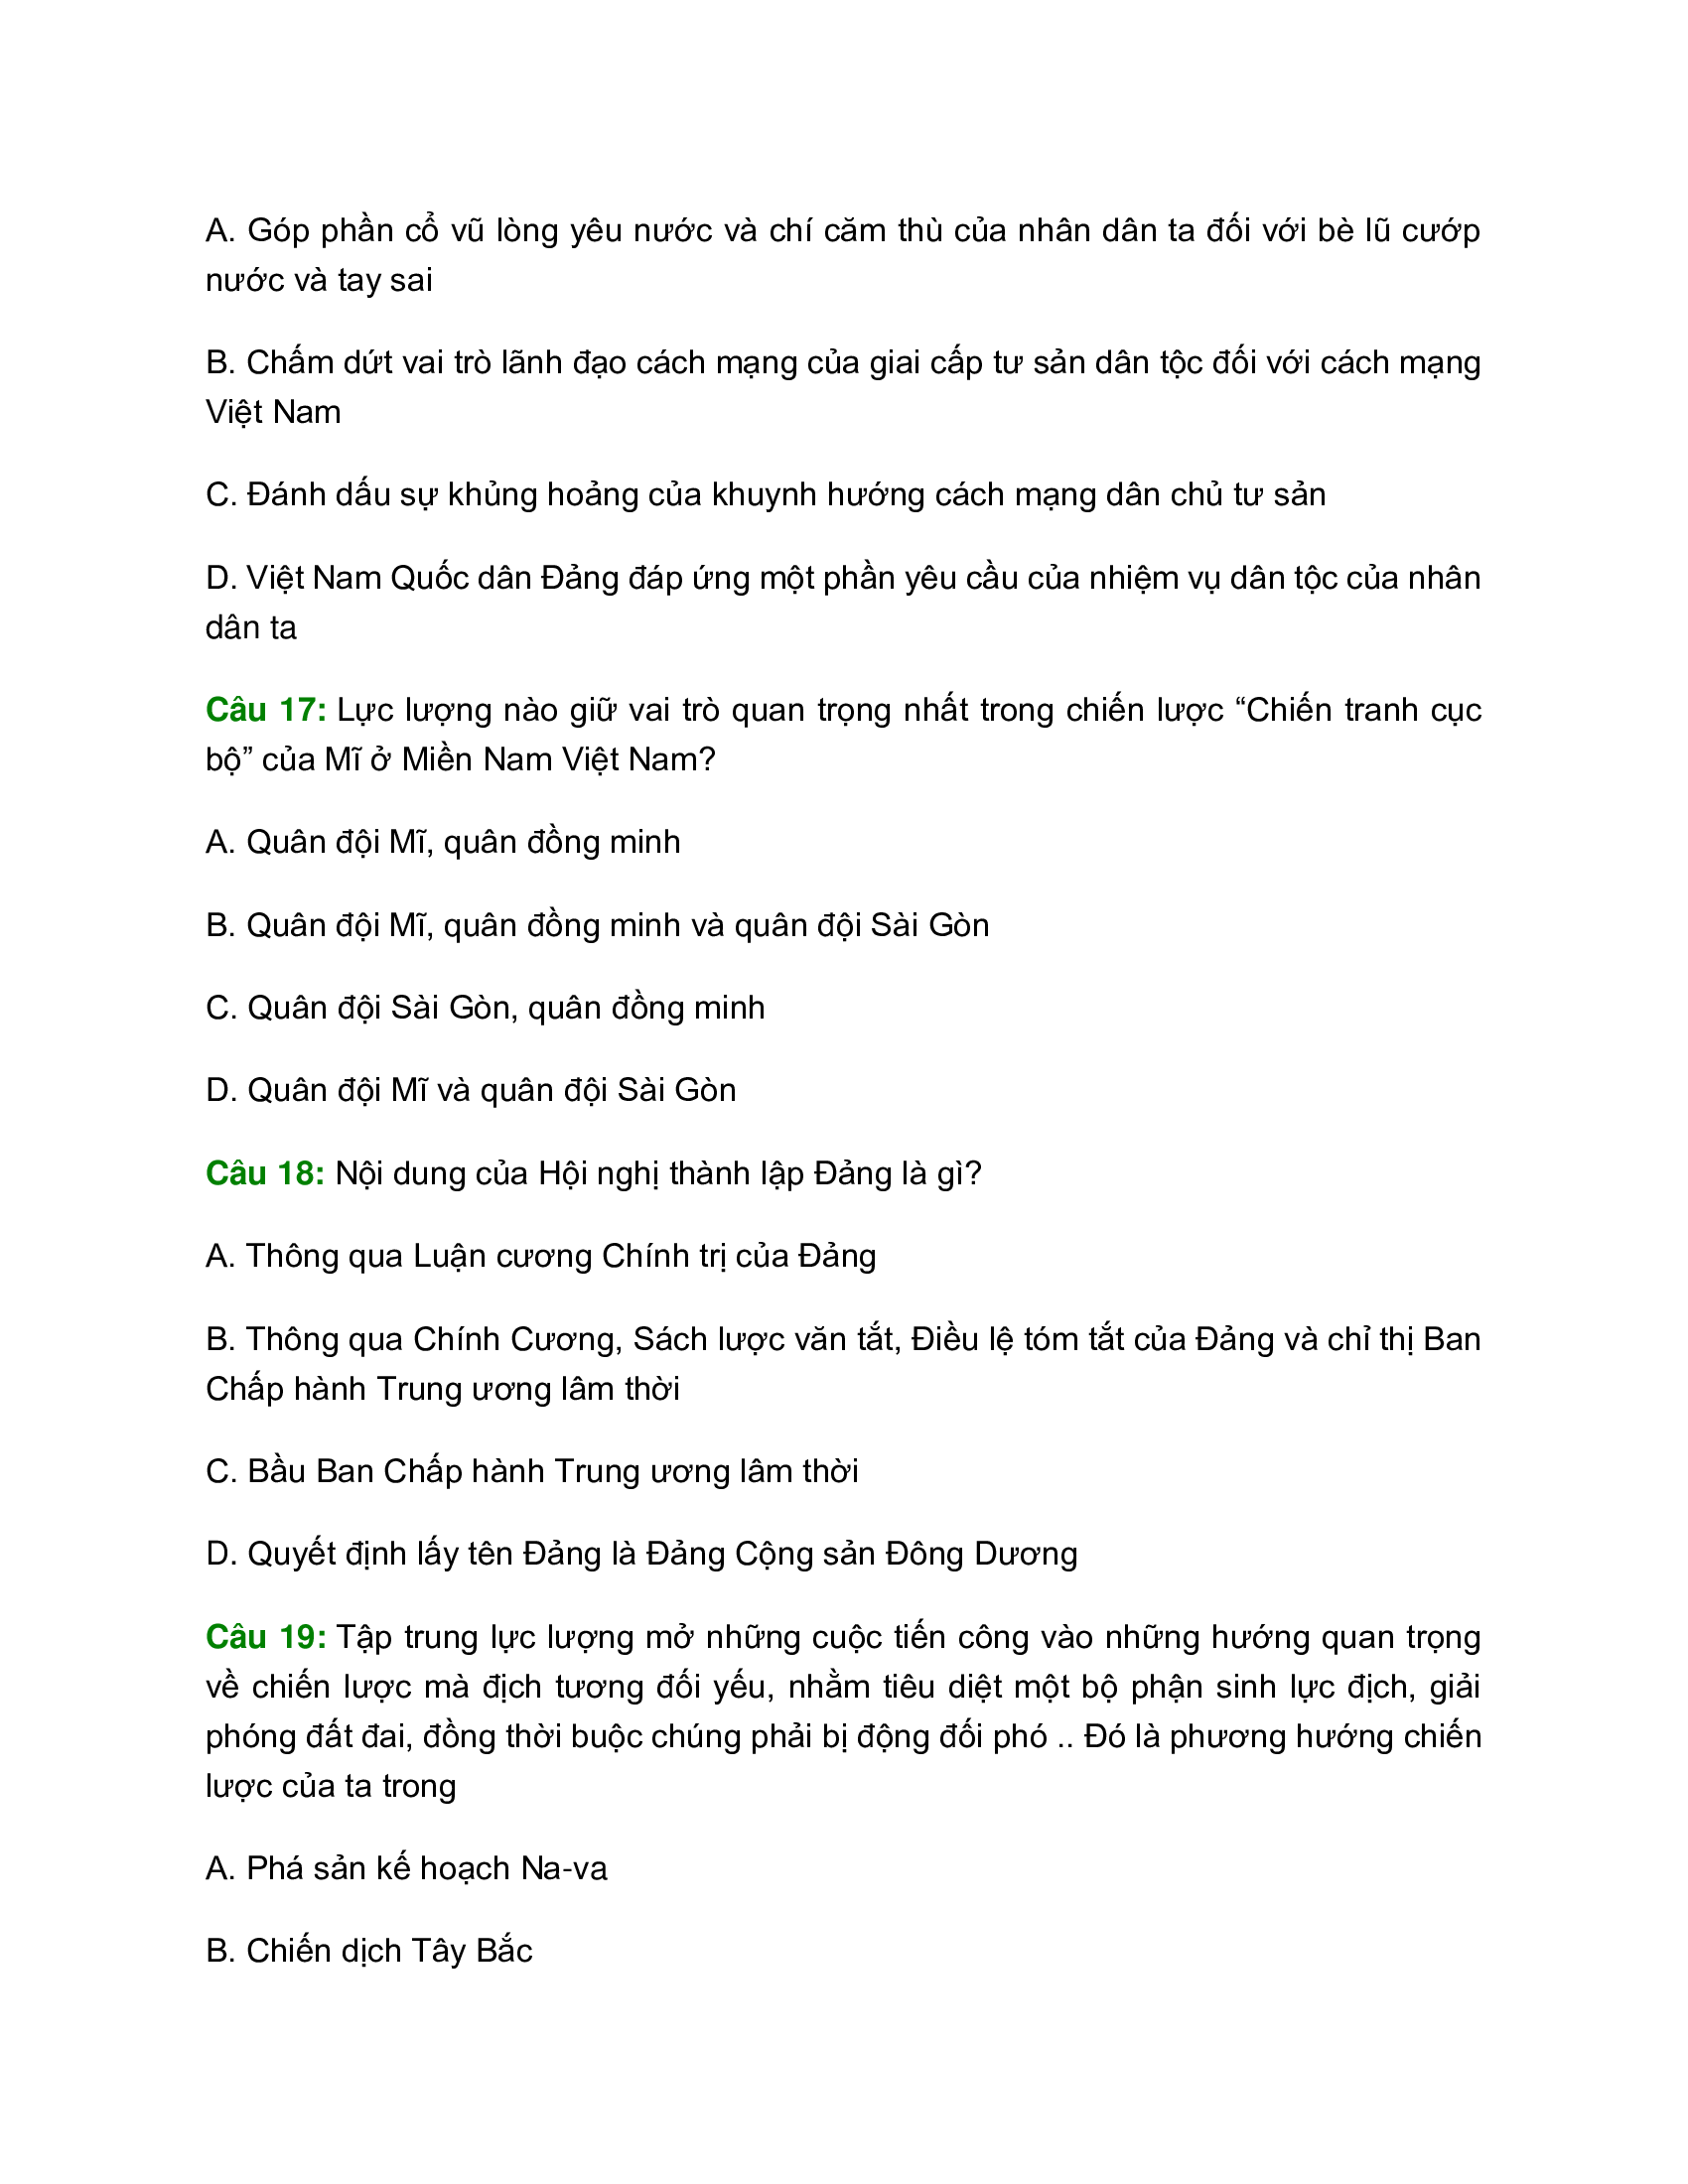 A. Góp phần cổ vũ lòng yêu nước và chí căm thù của nhân dân ta đối với bè lũ cướp
nước và tay sai
B. Chấm dứt vai trò lãnh đạo cách mạng của giai cấp tư sản dân tộc đối với cách mạng
Việt Nam
C. Đánh dấu sự khủng hoảng của khuynh hướng cách mạng dân chủ tư sản
D. Việt Nam Quốc dân Đảng đáp ứng một phần yêu cầu của nhiệm vụ dân tộc của nhân
dân ta
Câu 17: Lực lượng nào giữ vai trò quan trọng nhất trong chiến lược “Chiến tranh cục
bộ” của Mĩ ở Miền Nam Việt Nam?
A. Quân đội Mĩ, quân đồng minh
B. Quân đội Mĩ, quân đồng minh và quân đội Sài Gòn
C. Quân đội Sài Gòn, quân đồng minh
D. Quân đội Mĩ và quân đội Sài Gòn
Câu 18: Nội dung của Hội nghị thành lập Đảng là gì?
A. Thông qua Luận cương Chính trị của Đảng
B. Thông qua Chính Cương, Sách lược văn tắt, Điều lệ tóm tắt của Đảng và chỉ thị Ban
Chấp hành Trung ương lâm thời
C. Bầu Ban Chấp hành Trung ương lâm thời
D. Quyết định lấy tên Đảng là Đảng Cộng sản Đông Dương
Câu 19: Tập trung lực lượng mở những cuộc tiến công vào những hướng quan trọng
về chiến lược mà địch tương đối yếu, nhằm tiêu diệt một bộ phận sinh lực địch, giải
phóng đất đai, đồng thời buộc chúng phải bị động đối phó .. Đó là phương hướng chiến
lược của ta trong
A. Phá sản kế hoạch Na-va
B. Chiến dịch Tây Bắc